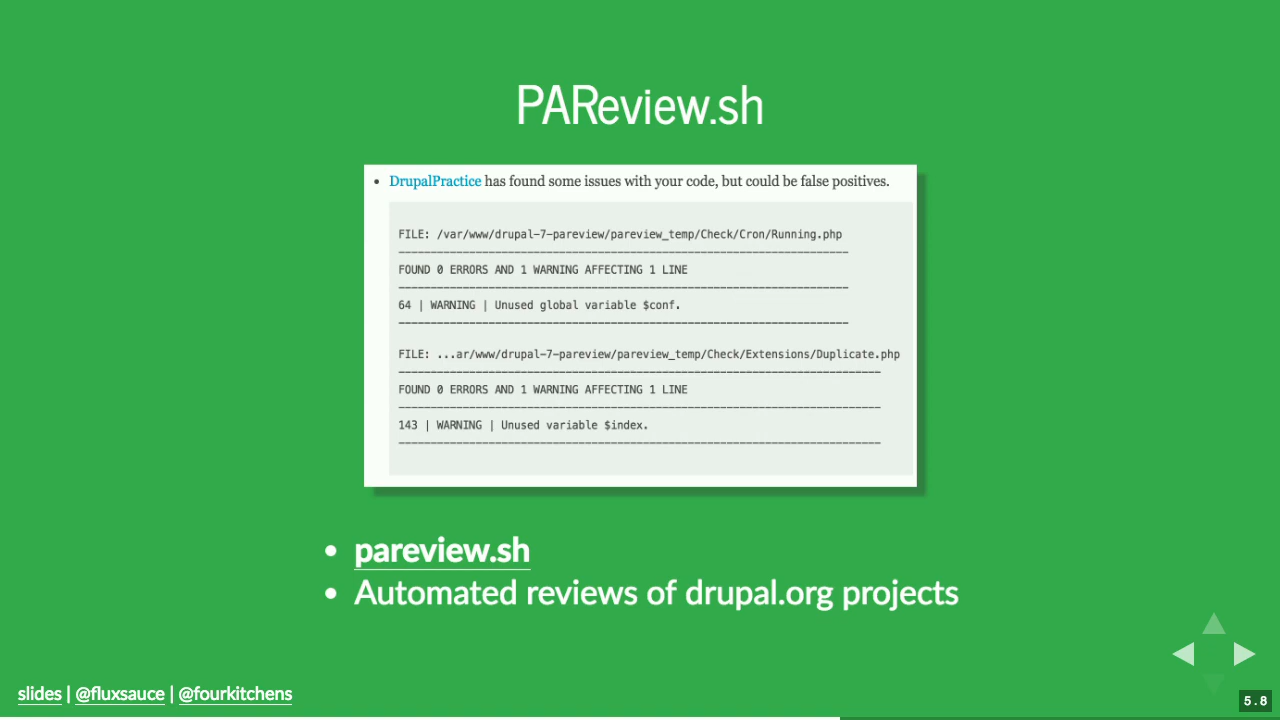 PAReview.sh
• DrupalPractice has found some issues with your code, but could be false positives.
FILE: /var/www/drupal-7-pareview/pareview_temp/Check/Cron/Running.php
----------------------------------------------------------------------
FOUND 0 ERRORS AND 1 WARNING AFFECTING 1 LINE
----------------------------------------------------------------------
64 | WARNING | Unused global variable $conf.
----------------------------------------------------------------------
FILE: ...ar/www/drupal-7-pareview/pareview_temp/Check/Extensions/Duplicate.php
---------------------------------------------------------------------------
FOUND 0 ERRORS AND 1 WARNING AFFECTING 1 LINE
---------------------------------------------------------------------------
143 | WARNING | Unused variable $index.
---------------------------------------------------------------------------
• pareview.sh
• Automated reviews of drupal.org projects
slides | @fluxsauce | @fourkitchens
5.8